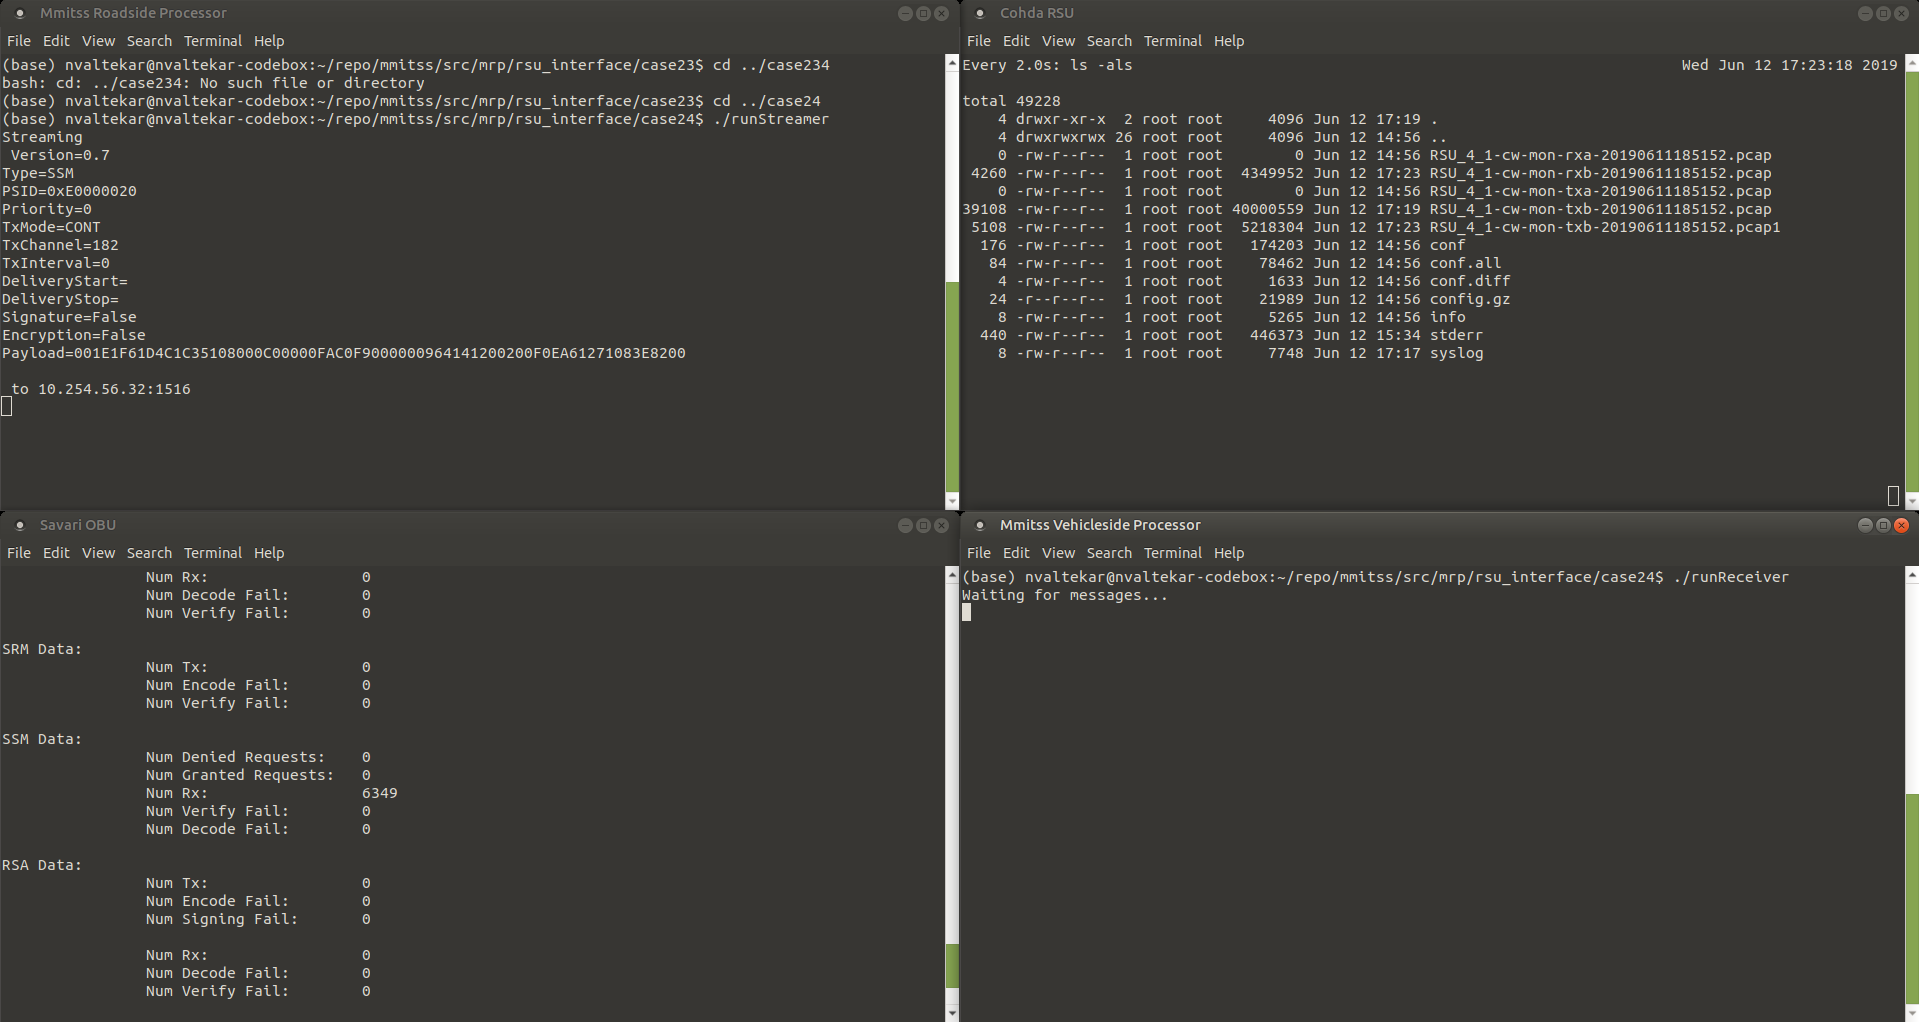 Mmitss Roadside Processor
File Edit View Search Terminal Help
(base) nvaltekar@nvaltekar-codebox:~/repo/mmitss/src/mrp/rsu_interface/case23$ cd ../case234
bash: cd: ../case234: No such file or directory
(base) nvaltekar@nvaltekar-codebox:~/repo/mmitss/src/mrp/rsu_interface/case23$ cd ../case24
(base) nvaltekar@nvaltekar-codebox:~/repo/mmitss/src/mrp/rsu_interface/case24$ ./runStreamer
Streaming
 Version=0.7
Type=SSM
PSID=0xE0000020
Priority=0
TxMode=CONT
TxChannel=182
TxInterval=0
DeliveryStart=
DeliveryStop=
Signature=False
Encryption=False
Payload=001E1F61D4C1C35108000C00000FAC0F9000000964141200200F0EA61271083E8200
 to 10.254.56.32:1516
Cohda RSU
File Edit View Search Terminal Help
Every 2.0s: ls -als Wed Jun 12 17:23:18 2019
total 49228
    4 drwxr-xr-x  2 root root     4096 Jun 12 17:19 .
    4 drwxrwxrwx 26 root root     4096 Jun 12 14:56 ..
    0 -rw-r--r--  1 root root        0 Jun 12 14:56 RSU_4_1-cw-mon-rxa-20190611185152.pcap
 4260 -rw-r--r--  1 root root  4349952 Jun 12 17:23 RSU_4_1-cw-mon-rxb-20190611185152.pcap
    0 -rw-r--r--  1 root root        0 Jun 12 14:56 RSU_4_1-cw-mon-txa-20190611185152.pcap
39108 -rw-r--r--  1 root root 40000559 Jun 12 17:19 RSU_4_1-cw-mon-txb-20190611185152.pcap
 5108 -rw-r--r--  1 root root  5218304 Jun 12 17:23 RSU_4_1-cw-mon-txb-20190611185152.pcap1
  176 -rw-r--r--  1 root root   174203 Jun 12 14:56 conf
   84 -rw-r--r--  1 root root    78462 Jun 12 14:56 conf.all
    4 -rw-r--r--  1 root root     1633 Jun 12 14:56 conf.diff
   24 -r--r--r--  1 root root    21989 Jun 12 14:56 config.gz
    8 -rw-r--r--  1 root root     5265 Jun 12 14:56 info
  440 -rw-r--r--  1 root root   446373 Jun 12 15:34 stderr
    8 -rw-r--r--  1 root root     7748 Jun 12 17:17 syslog
Savari OBU
File Edit View Search Terminal Help
Num Rx: 0
Num Decode Fail: 0
Num Verify Fail: 0
SRM Data:
Num Tx: 0
Num Encode Fail: 0
Num Verify Fail: 0
SSM Data:
Num Denied Requests: 0
Num Granted Requests: 0
Num Rx: 6349
Num Verify Fail: 0
Num Decode Fail: 0
RSA Data:
Num Tx: 0
Num Encode Fail: 0
Num Signing Fail: 0
Num Rx: 0
Num Decode Fail: 0
Num Verify Fail: 0
Mmitss Vehicleside Processor
File Edit View Search Terminal Help
(base) nvaltekar@nvaltekar-codebox:~/repo/mmitss/src/mrp/rsu_interface/case24$ ./runReceiver
Waiting for messages...